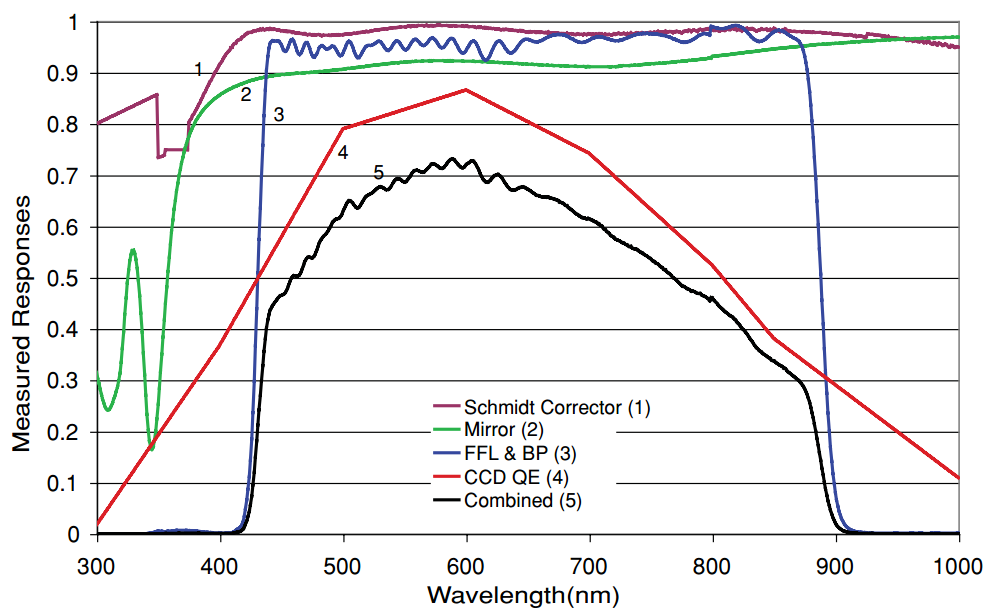 1
0.9
0.8
0.7
0.6
0.5
0.4
0.3
0.2
0.1
0
Measured Responses
1
2
3
4
5
Schmidt Corrector (1)
Mirror (2)
FFL & BP (3)
CCD QE (4)
Combined (5)
300 400 500 600 700 800 900 1000
Wavelength(nm)